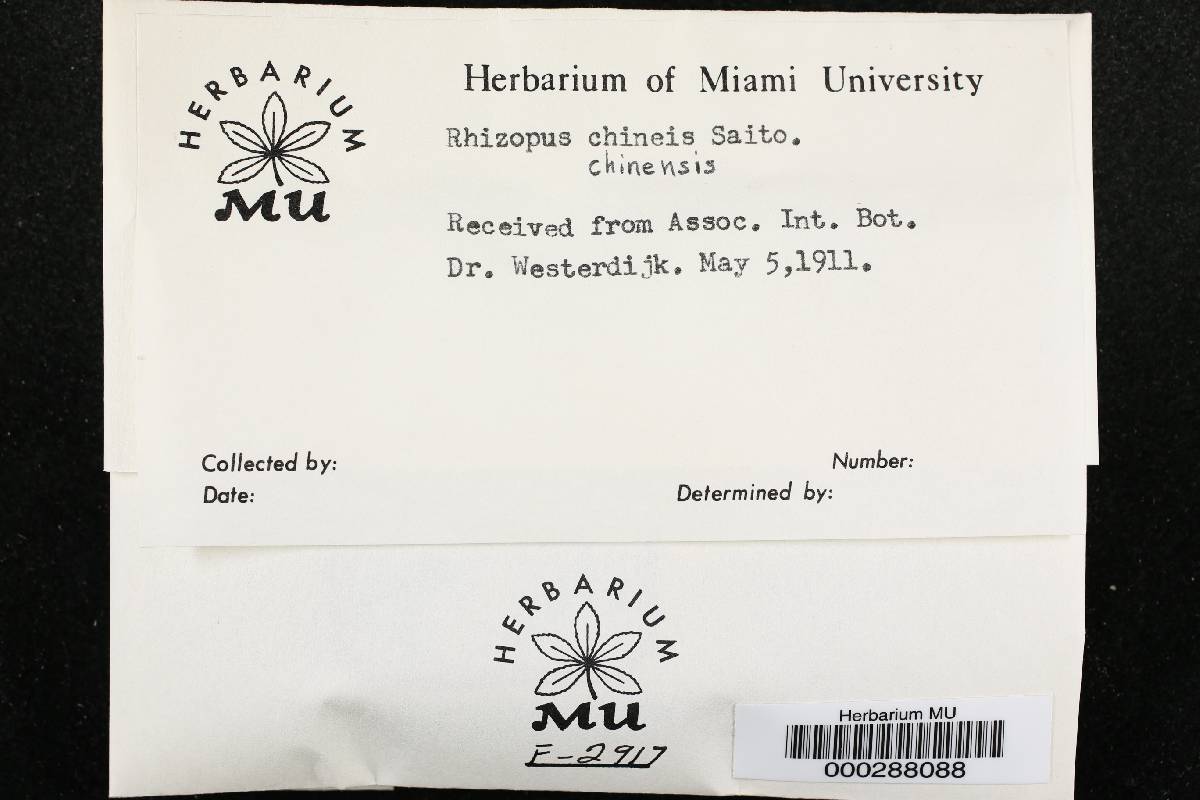 HERBARIUM
MU
Herbarium of Miami University
Rhizopus chineis Saito.
chinensis
Received from Assoc. Int. Bot.
Dr. Westerdijk. May 5,1911.
Collected by:
Number:
Date:
Determined by:
HERBARIUM
MU
F-2917
Herbarium MU
000288088